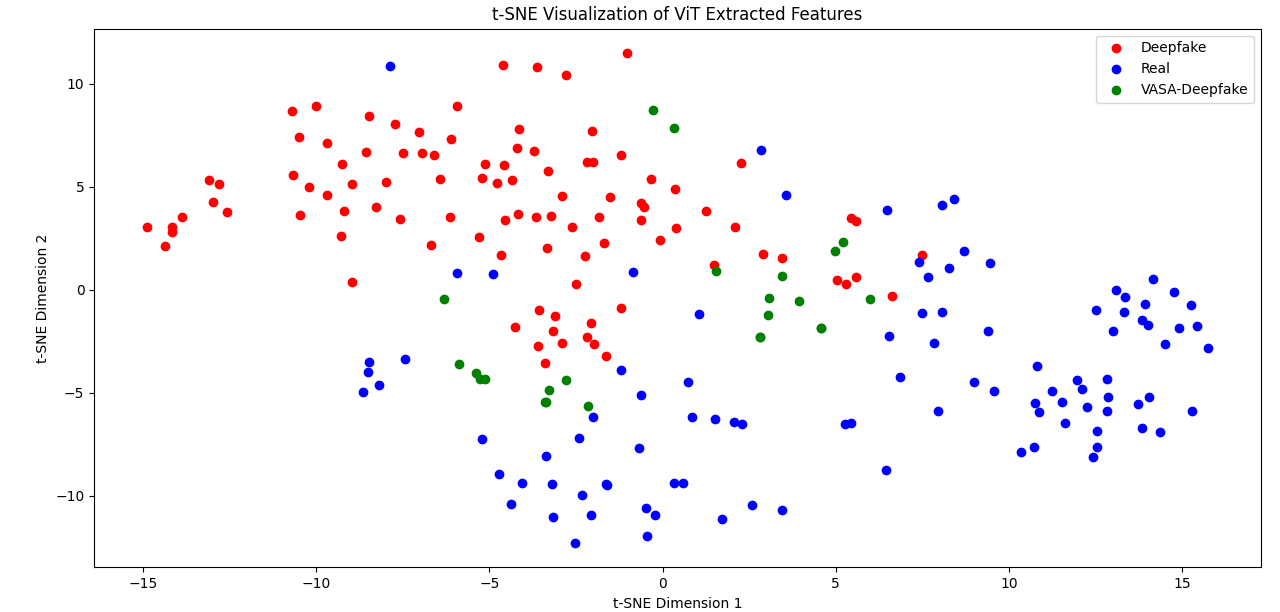 t-SNE Visualization of ViT Extracted Features
Deepfake
Real
VASA-Deepfake
10
5
0
−5
−10
t-SNE Dimension 2
−15
−10
−5
0
5
10
15
t-SNE Dimension 1